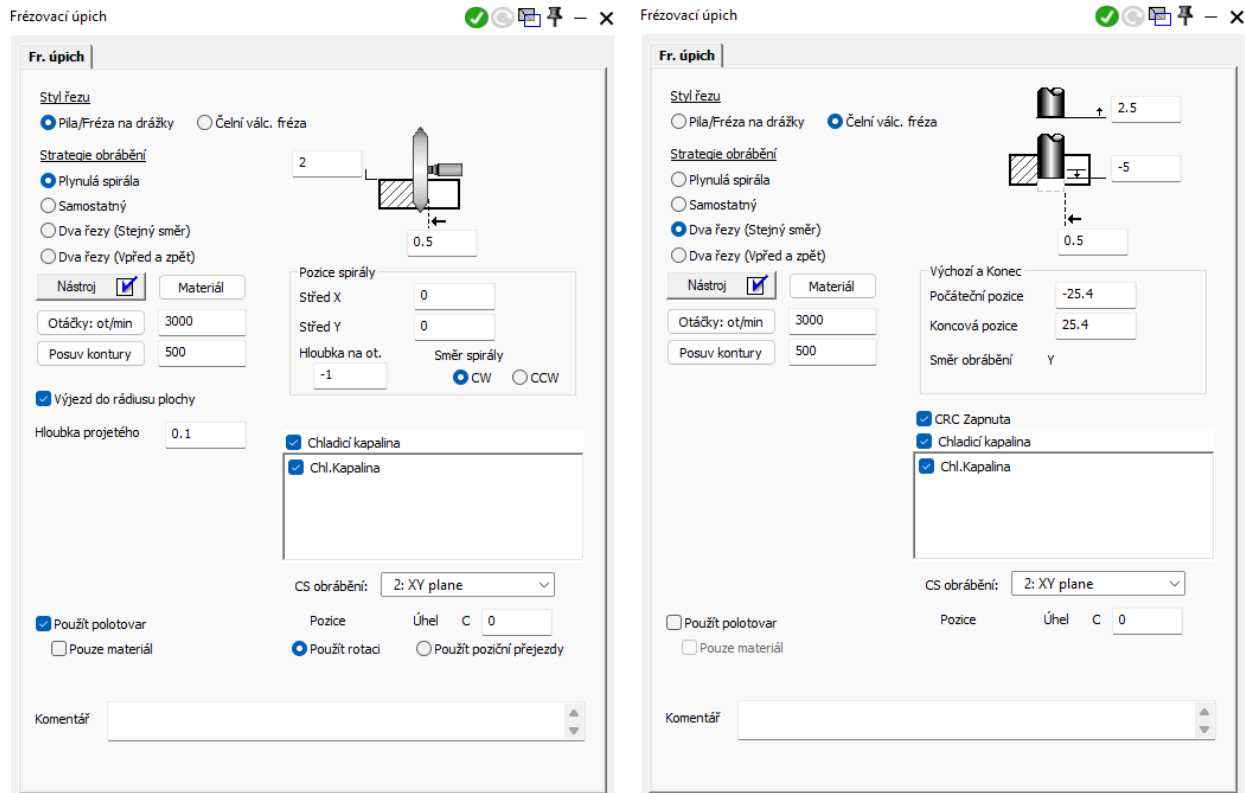 Frézovací úpich
Fr. úpich
Styl řezu
Pila/Fréza na drážky Čelní válc. fréza
Strategie obrábění
2
Plynulá spirála
Samostatný
Dva řezy (Stejný směr)
0.5
Dva řezy (Vpřed a zpět)
Nástroj Materiál
Otáčky: ot/min 3000
Posuv kontury 500
Pozice spirály
Střed X 0
Střed Y 0
Hloubka na ot. Směr spirály
-1 CW CCW
Výjezd do rádiusu plochy
Hloubka projetého 0.1
Chladicí kapalina
Chl.Kapalina
CS obrábění: 2: XY plane
Použít polotovar
Pouze materiál
Pozice Úhel C 0
Použít rotaci Použít poziční přejezdy
Komentář
Frézovací úpich
Fr. úpich
Styl řezu
Pila/Fréza na drážky Čelní válc. fréza
2.5
Strategie obrábění
-5
Plynulá spirála
Samostatný
Dva řezy (Stejný směr)
0.5
Dva řezy (Vpřed a zpět)
Nástroj Materiál
Otáčky: ot/min 3000
Posuv kontury 500
Výchozí a Konec
Počáteční pozice -25.4
Koncová pozice 25.4
Směr obrábění Y
CRC Zapnuta
Chladicí kapalina
Chl.Kapalina
CS obrábění: 2: XY plane
Použít polotovar
Pouze materiál
Pozice Úhel C 0
Komentář